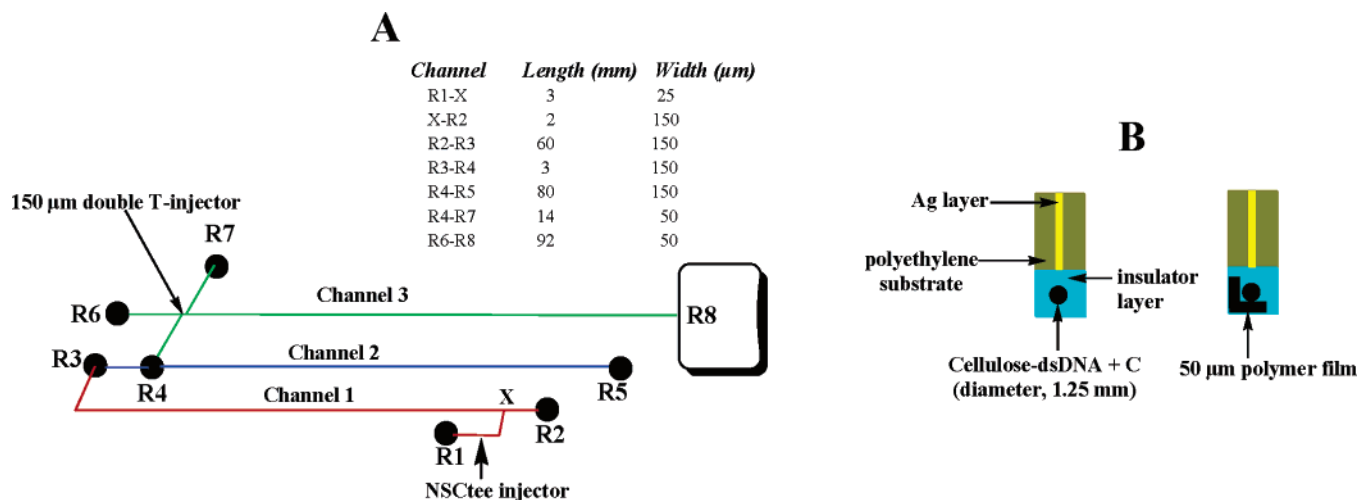 A
Channel Length (mm) Width (µm)
R1-X 3 25
X-R2 2 150
R2-R3 60 150
R3-R4 3 150
R4-R5 80 150
R4-R7 14 50
R6-R8 92 50
150 µm double T-injector
R7
Channel 3
R6
R8
R3
Channel 2
R4
R5
Channel 1
X
R2
R1
NSCtee injector
B
Ag layer
polyethylene
substrate
insulator
layer
Cellulose-dsDNA + C
(diameter, 1.25 mm)
50 µm polymer film